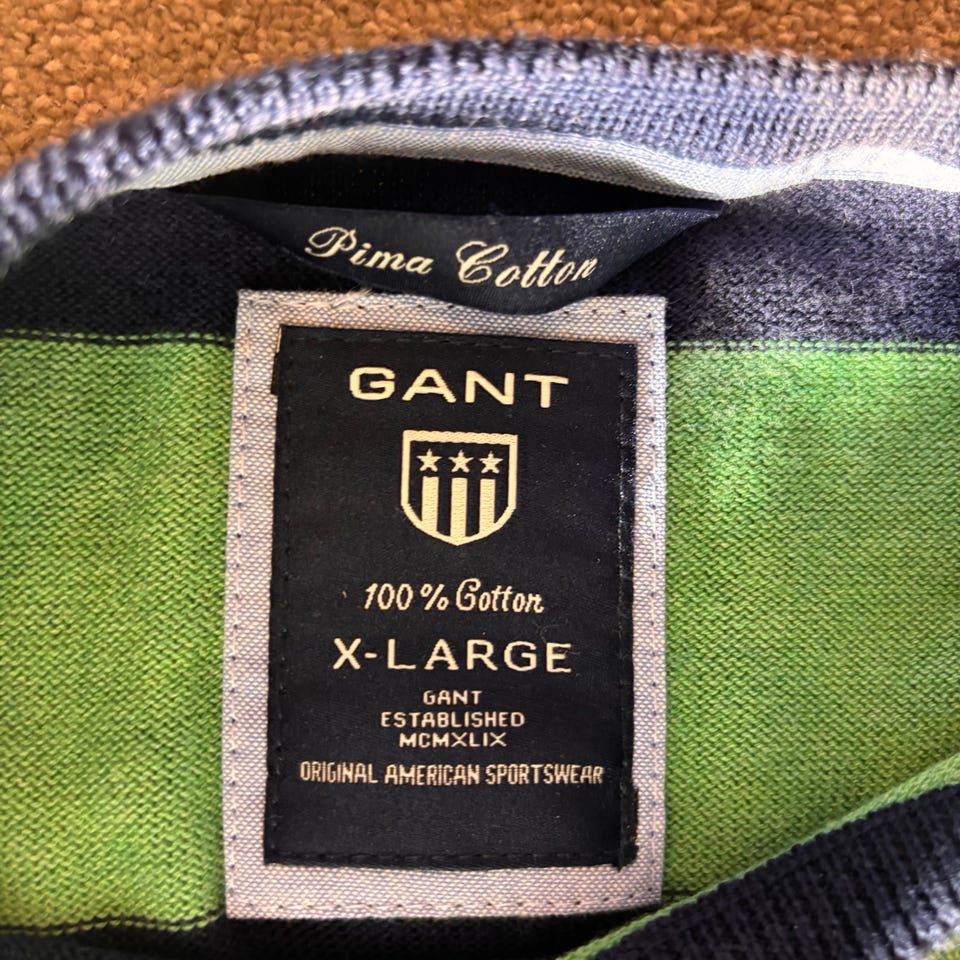 Pima Cotton
GANT
100% Cotton
X-LARGE
GANT
ESTABLISHED
MCMXLIX
ORIGINAL AMERICAN SPORTSWEAR